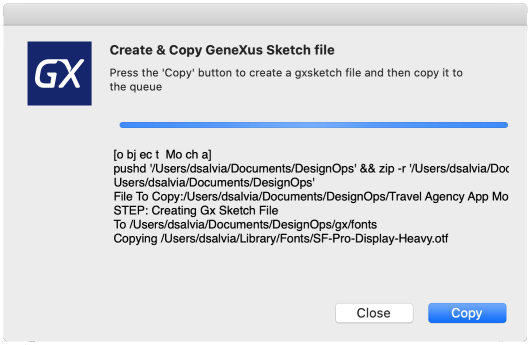 Create & Copy GeneXus Sketch file
GX
Press the 'Copy' button to create a gxsketch file and then copy it to
the queue
[o bj ec t Mo ch a]
pushd '/Users/dsalvia/Documents/DesignOps' && zip -r '/Users/dsalvia/Doc
Users/dsalvia/Documents/DesignOps'
File To Copy:/Users/dsalvia/Documents/DesignOps/Travel Agency App Mo
STEP: Creating Gx Sketch File
To /Users/dsalvia/Documents/DesignOps/gx/fonts
Copying /Users/dsalvia/Library/Fonts/SF-Pro-Display-Heavy.otf
Close
Copy